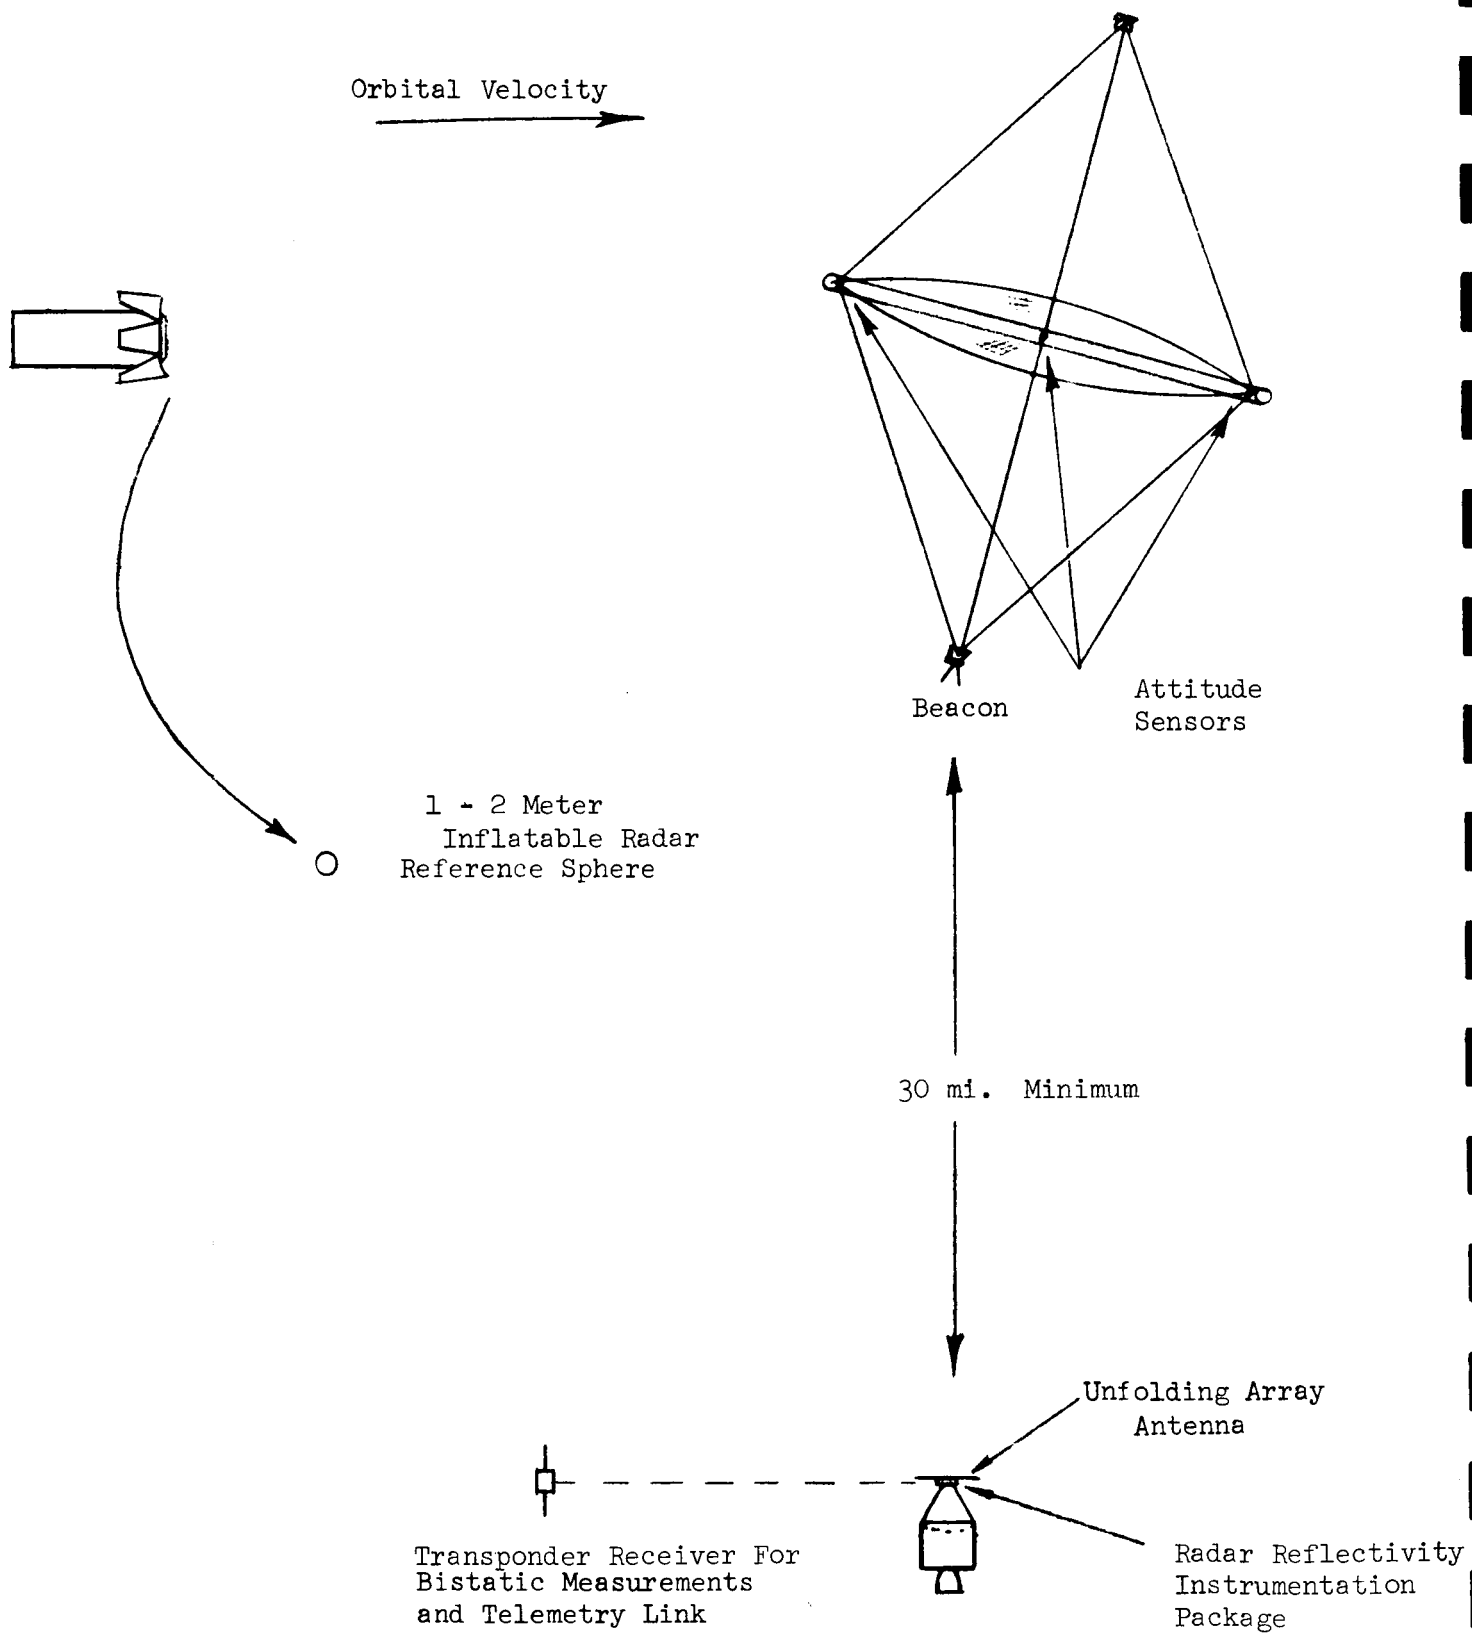 Orbital Velocity
Attitude
Sensors
Beacon
1 - 2 Meter
Inflatable Radar
Reference Sphere
30 mi. Minimum
Unfolding Array
Antenna
Transponder Receiver For
Bistatic Measurements
and Telemetry Link
Radar Reflectivity
Instrumentation
Package